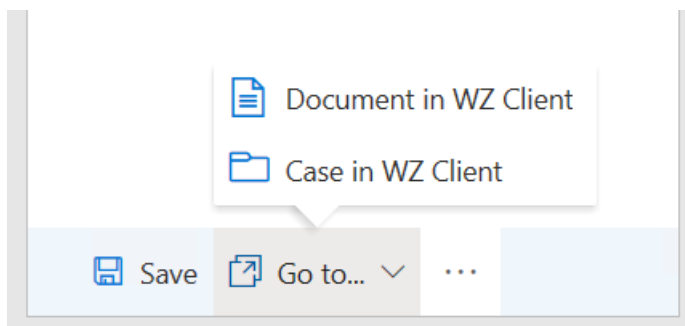 Document in WZ Client
Case in WZ Client
Save Go to... ...